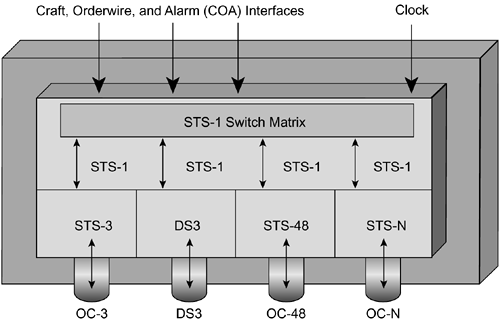 Craft, Orderwire, and Alarm (COA) Interfaces Clock
STS-1 Switch Matrix
STS-1 STS-1 STS-1 STS-1
STS-3 DS3 STS-48 STS-N
OC-3 DS3 OC-48 OC-N